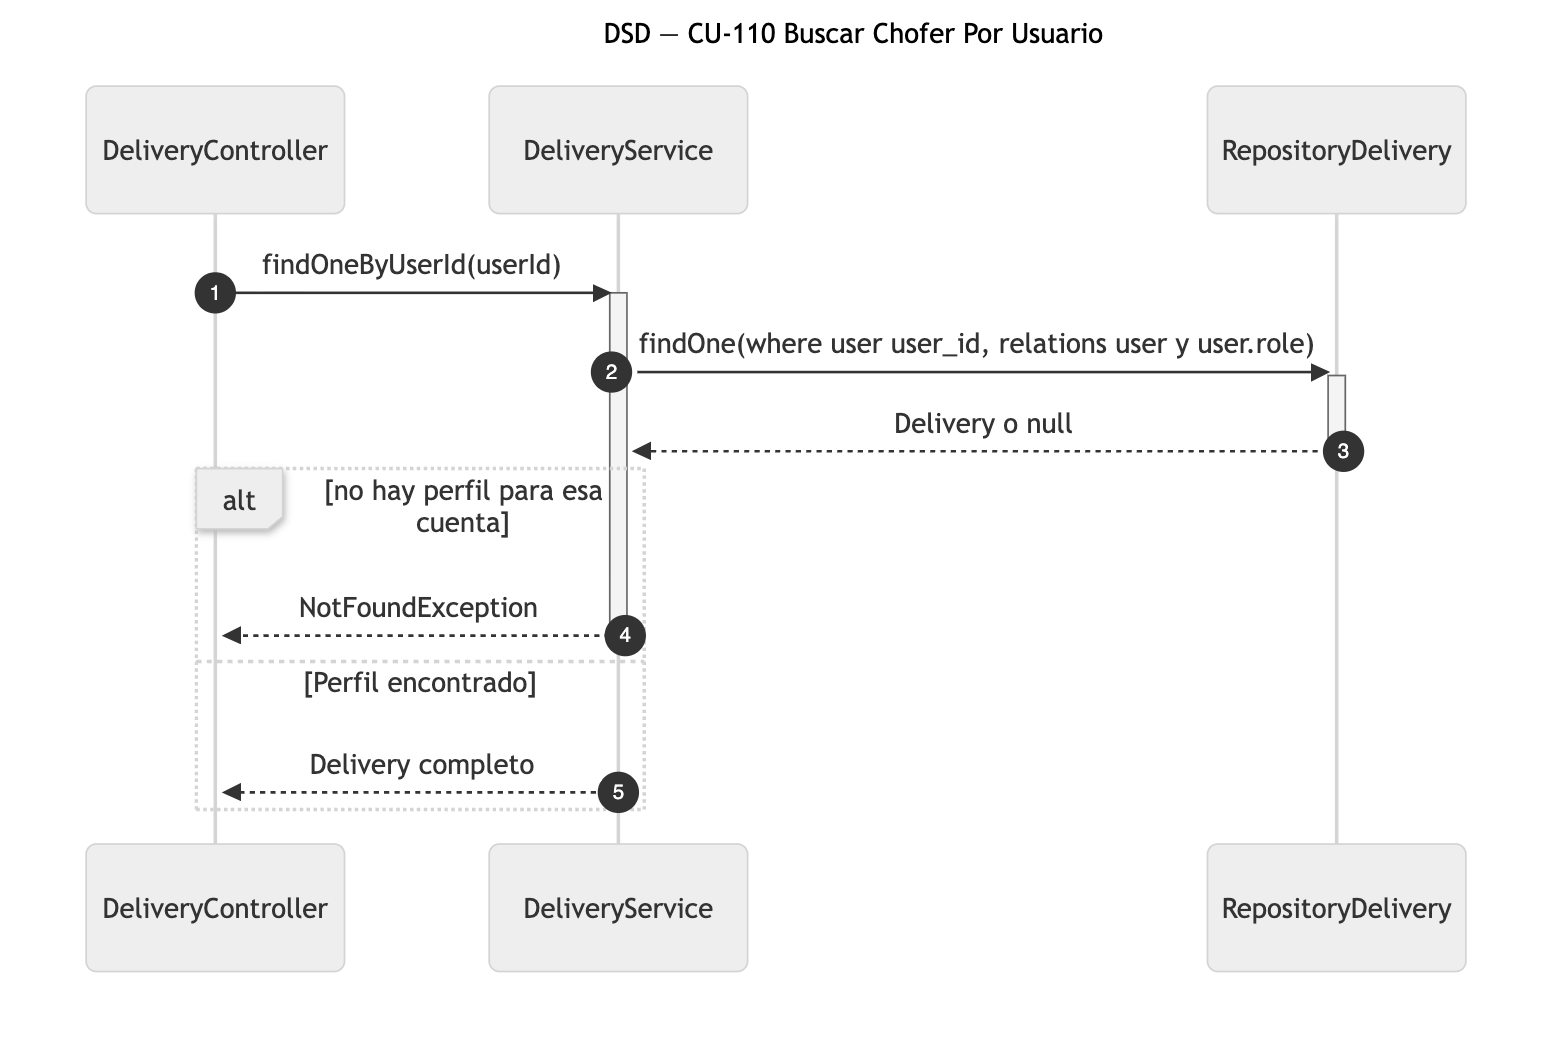 DSD — CU-110 Buscar Chofer Por Usuario
DeliveryController
DeliveryService
RepositoryDelivery
findOneByUserId(userId)
1
findOne(where user user_id, relations user y user.role)
2
Delivery o null
3
alt
[no hay perfil para esa
cuenta]
NotFoundException
4
[Perfil encontrado]
Delivery completo
5
DeliveryController
DeliveryService
RepositoryDelivery